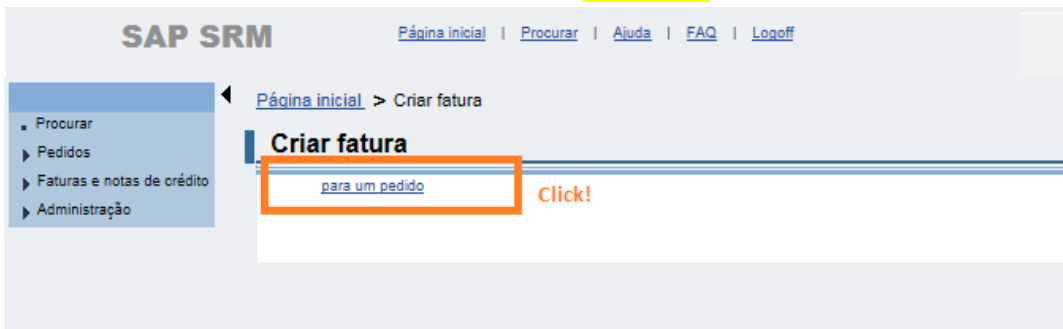 SAP SRM
Página inicial | Procurar | Ajuda | FAQ | Logoff
Página inicial > Criar fatura
Procurar
Pedidos
Faturas e notas de crédito
Administração
Criar fatura
para um pedido
Click!